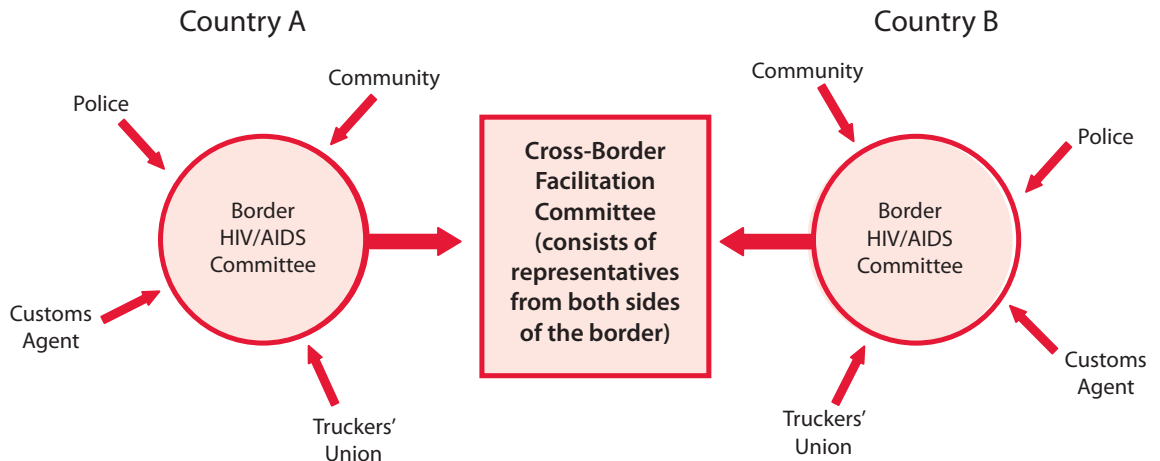 Country A
Country B
Police
Community
Border
HIV/AIDS
Committee
Customs
Agent
Truckers’
Union
Cross-Border
Facilitation
Committee
(consists of
representatives
from both sides
of the border)
Community
Police
Border
HIV/AIDS
Committee
Customs
Agent
Truckers’
Union